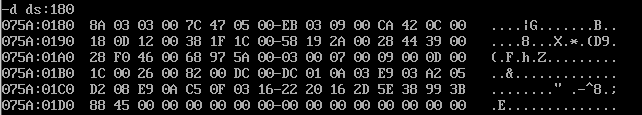 -d ds:180
075A:0180  8A 03 03 00 7C 47 05 00-EB 03 09 00 CA 42 0C 00   ....¦G.......B..
075A:0190  18 0D 12 00 38 1F 1C 00-58 19 2A 00 28 44 39 00   ....8...X.*.(D9.
075A:01A0  28 F0 46 00 68 97 5A 00-03 00 07 00 09 00 0D 00   (.F.h.Z.........
075A:01B0  1C 00 26 00 82 00 DC 00-DC 01 0A 03 E9 03 A2 05   ..&.............
075A:01C0  D2 08 E9 0A C5 0F 03 16-22 20 16 2D 5E 38 99 3B   ........" .-^8.;
075A:01D0  88 45 00 00 00 00 00 00-00 00 00 00 00 00 00 00   .E..............